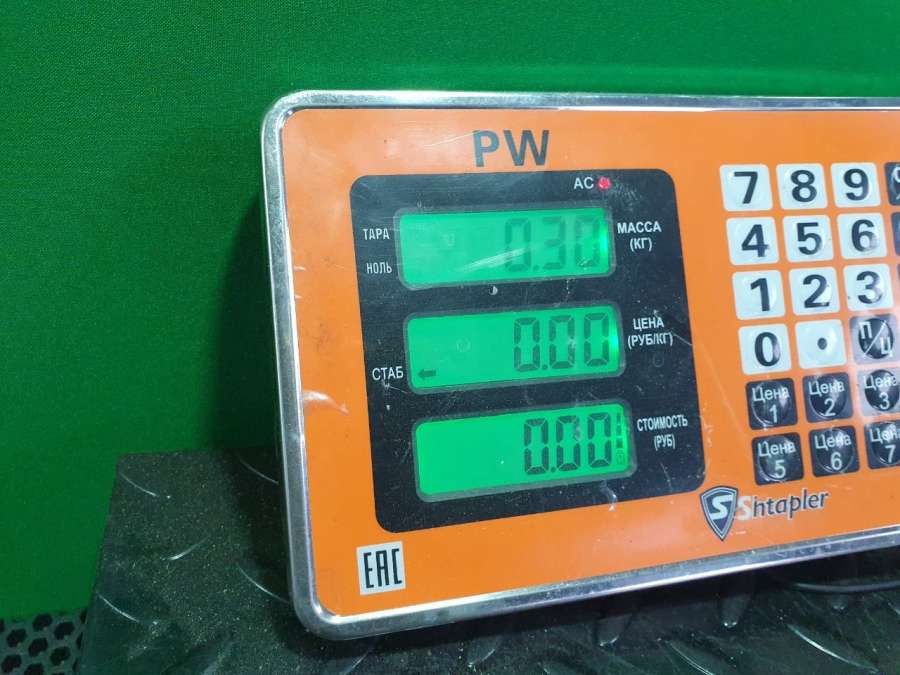 PW
AC
ТАРА
НОЛЬ
0.30
МАССА
(КГ)
СТАБ
0.00
ЦЕНА
(РУБ/КГ)
0.00
СТОИМОСТЬ
(РУБ)
Shtapler
EAC
7 8 9
4 5 6
1 2 3
0 . П/Ц
Цена 1 Цена 2 Цена 3
Цена 5 Цена 6 Цена 7